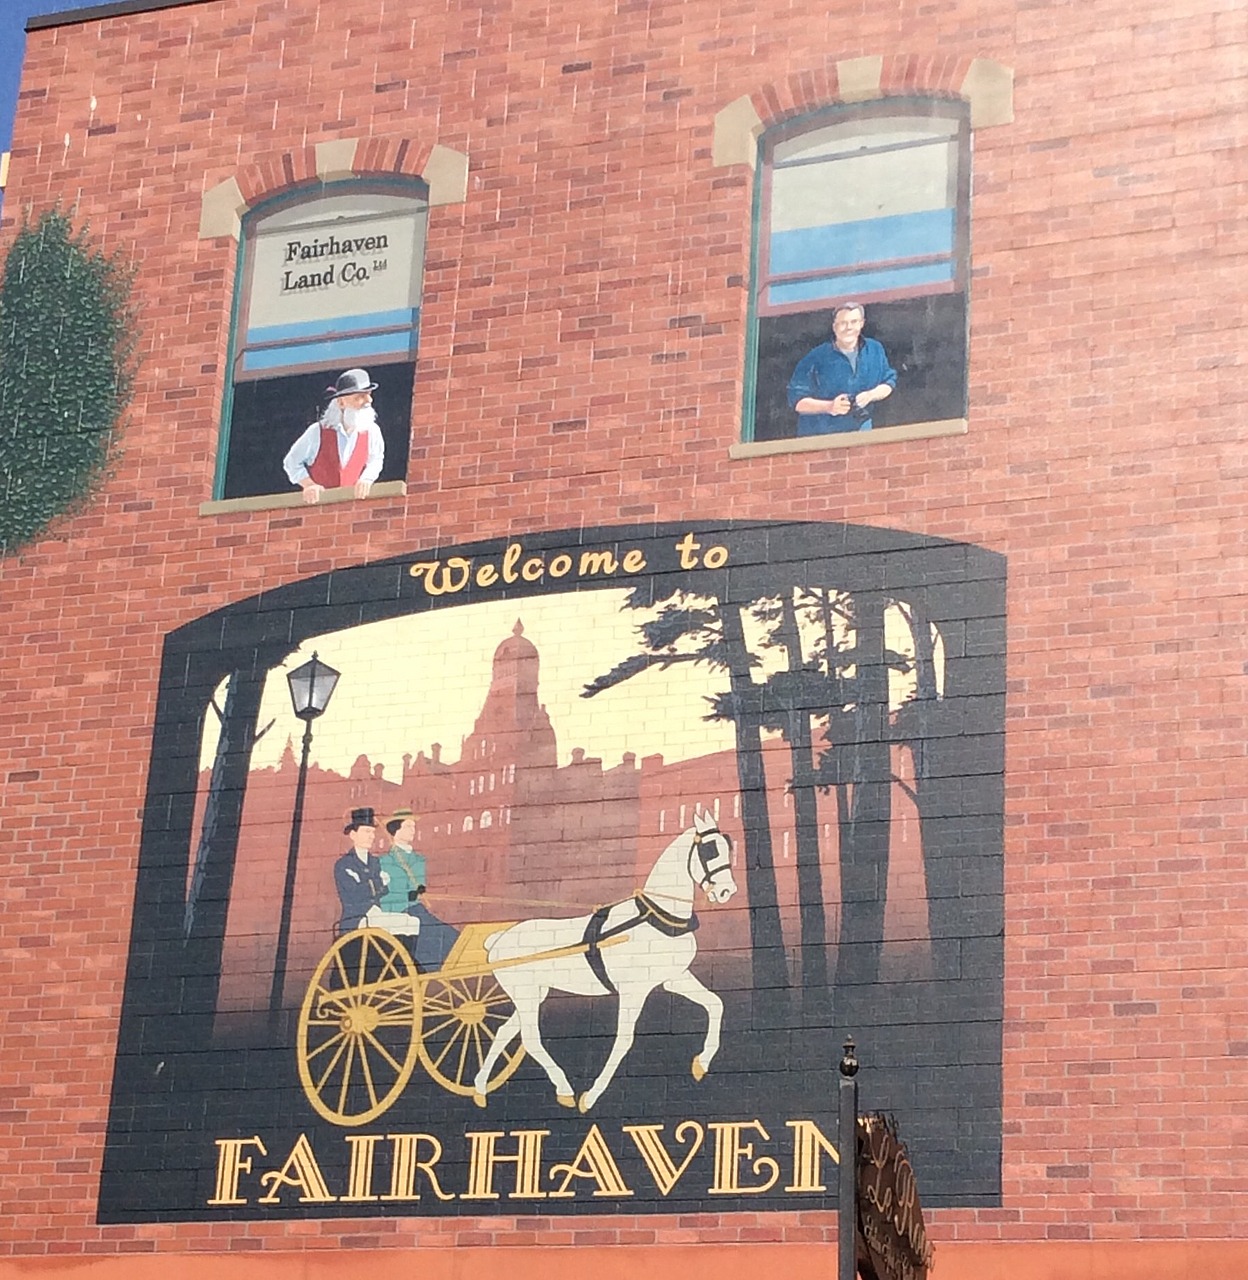 Fairhaven
Land Co. Ltd
Welcome to
FAIRHAVEN